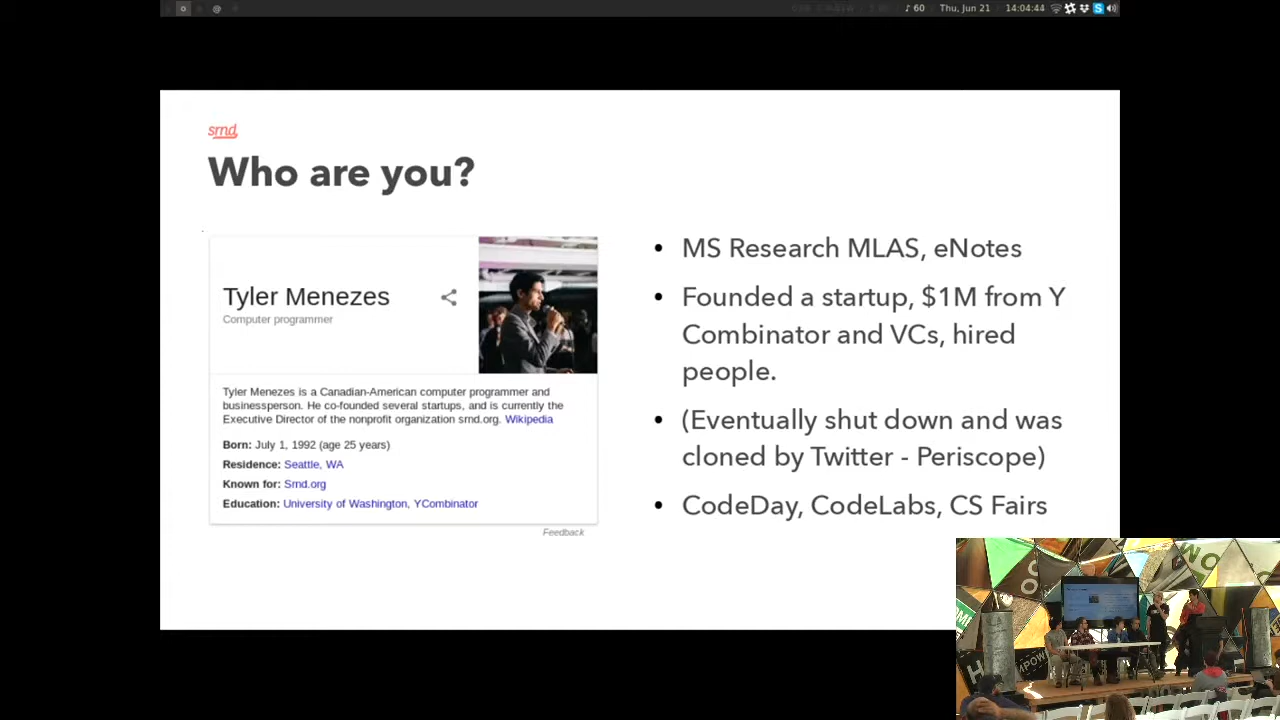 @
♪ 60
Thu, Jun 21
14:04:44
S
srnd
Who are you?
Tyler Menezes
Computer programmer
Tyler Menezes is a Canadian-American computer programmer and
businessperson. He co-founded several startups, and is currently the
Executive Director of the nonprofit organization srnd.org. Wikipedia
Born: July 1, 1992 (age 25 years)
Residence: Seattle, WA
Known for: Srnd.org
Education: University of Washington, YCombinator
Feedback
• MS Research MLAS, eNotes
• Founded a startup, $1M from Y
Combinator and VCs, hired
people.
• (Eventually shut down and was
cloned by Twitter - Periscope)
• CodeDay, CodeLabs, CS Fairs